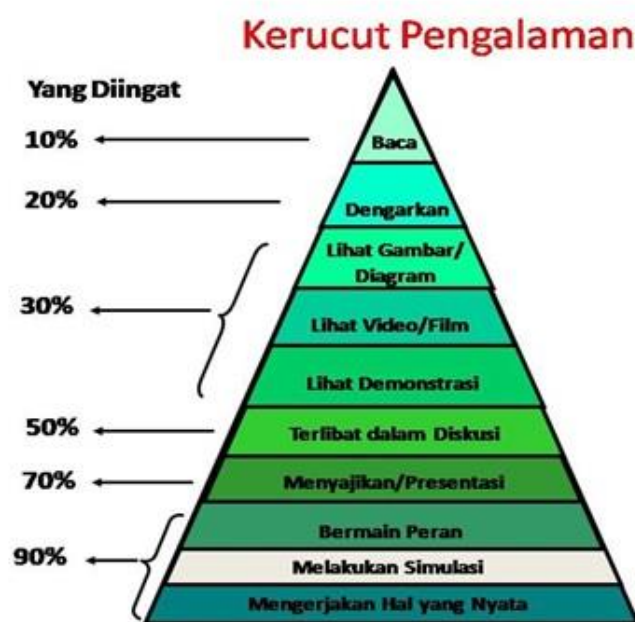 Kerucut Pengalaman
Yang Diingat
10%
Baca
20%
Dengarkan
Lihat Gambar/
Diagram
30%
Lihat Video/Film
Lihat Demonstrasi
50%
Terlibat dalam Diskusi
70%
Menyajikan/Presentasi
Bermain Peran
90%
Melakukan Simulasi
Mengerjakan Hal yang Nyata